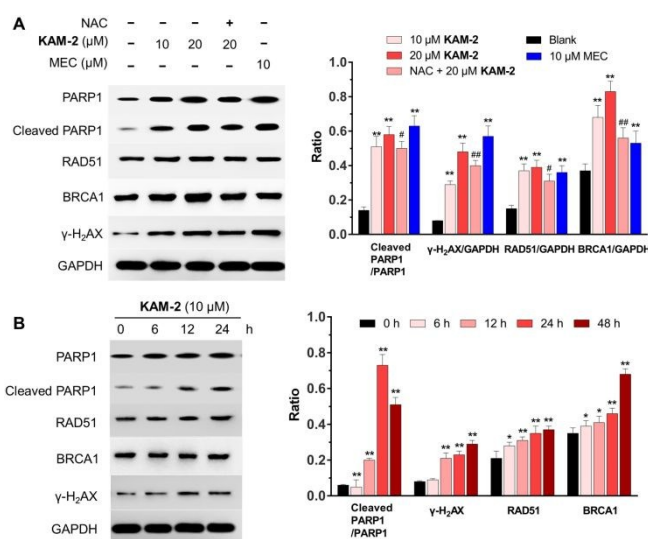 A
NAC – – – + –
KAM-2 (μM) – 10 20 20 –
MEC (μM) – – – – 10
PARP1
Cleaved PARP1
RAD51
BRCA1
γ-H₂AX
GAPDH
10 μM KAM-2
20 μM KAM-2
NAC + 20 μM KAM-2
Blank
10 μM MEC
Ratio
1.0
0.8
0.6
0.4
0.2
0.0
** ** # **
** ** ## **
** ** # **
** ** ## **
Cleaved PARP1 /PARP1
γ-H₂AX/GAPDH
RAD51/GAPDH
BRCA1/GAPDH
B
KAM-2 (10 μM)
0 6 12 24 h
PARP1
Cleaved PARP1
RAD51
BRCA1
γ-H₂AX
GAPDH
0 h 6 h 12 h 24 h 48 h
Ratio
1.0
0.8
0.6
0.4
0.2
0.0
** ** ** **
** ** **
* ** ** **
* * ** **
Cleaved PARP1 /PARP1
γ-H₂AX
RAD51
BRCA1